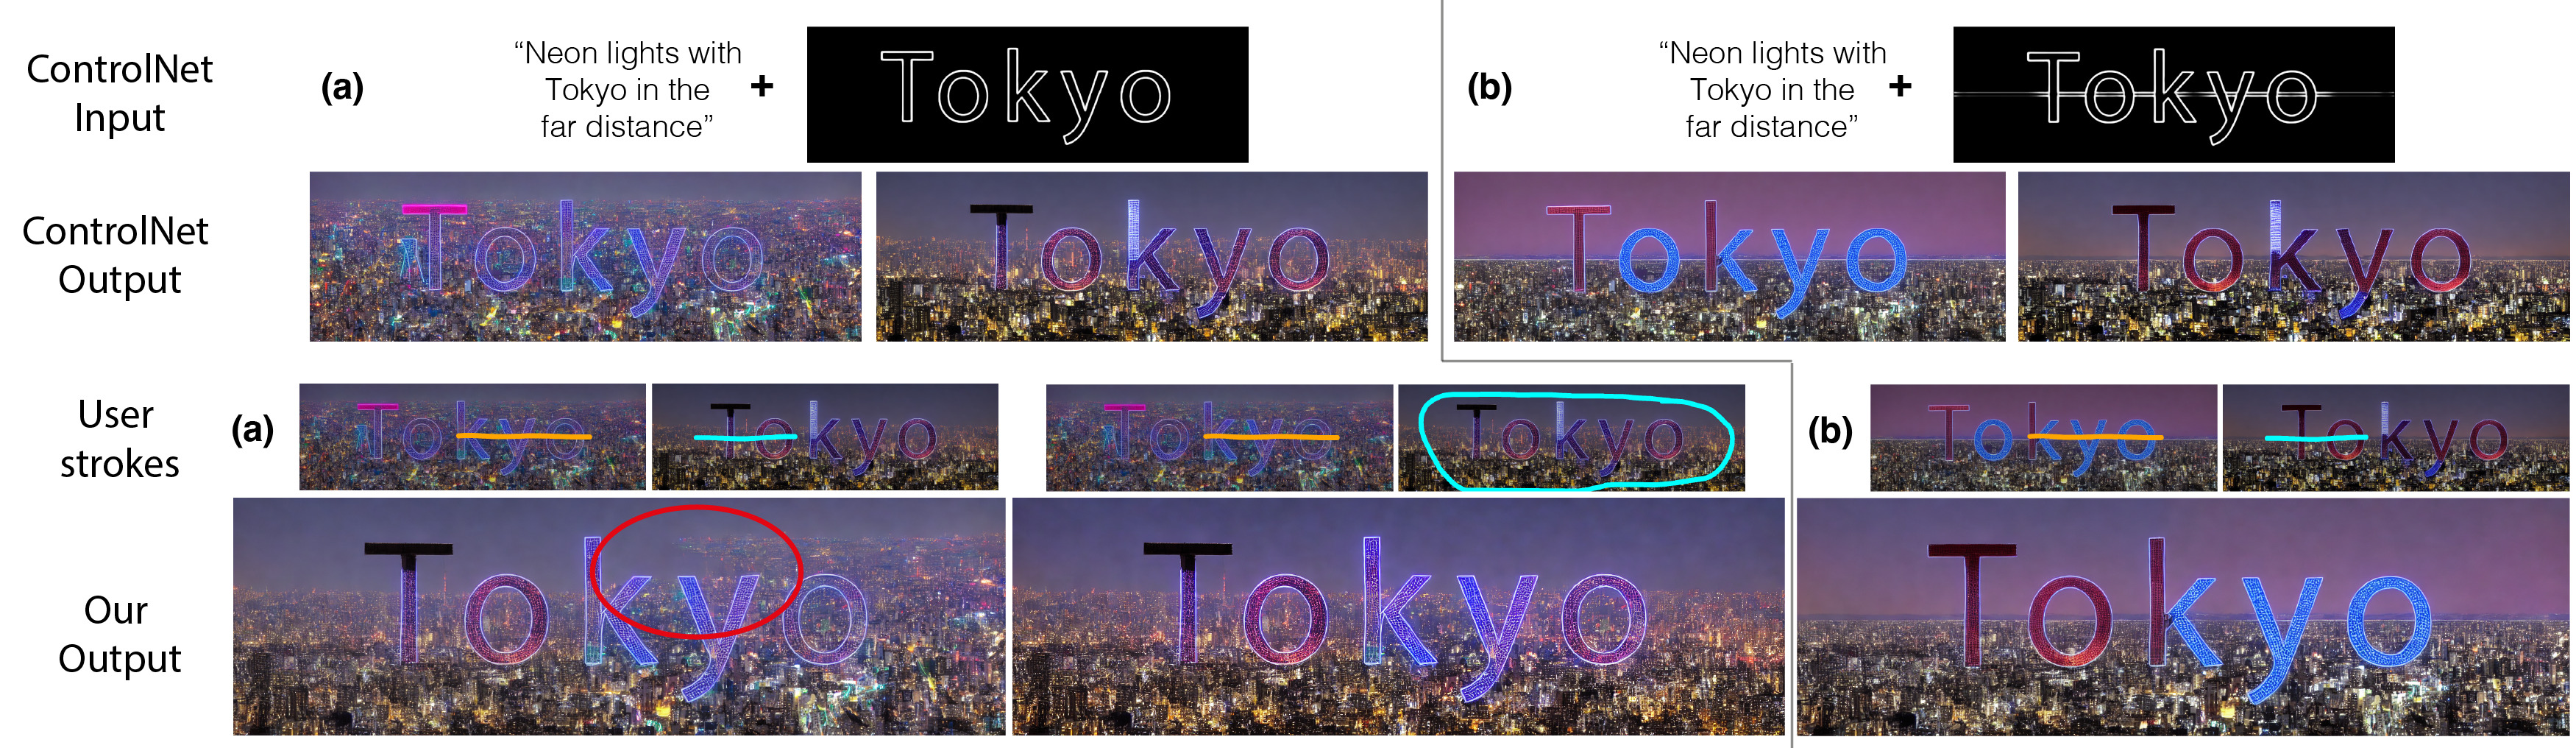 ControlNet
Input
(a)
“Neon lights with
Tokyo in the
far distance”
+
Tokyo
(b)
“Neon lights with
Tokyo in the
far distance”
+
Tokyo
ControlNet
Output
Tokyo
Tokyo
Tokyo
Tokyo
User
strokes
(a)
Tokyo
Tokyo
Tokyo
Tokyo
(b)
Tokyo
Tokyo
Our
Output
Tokyo
Tokyo
Tokyo